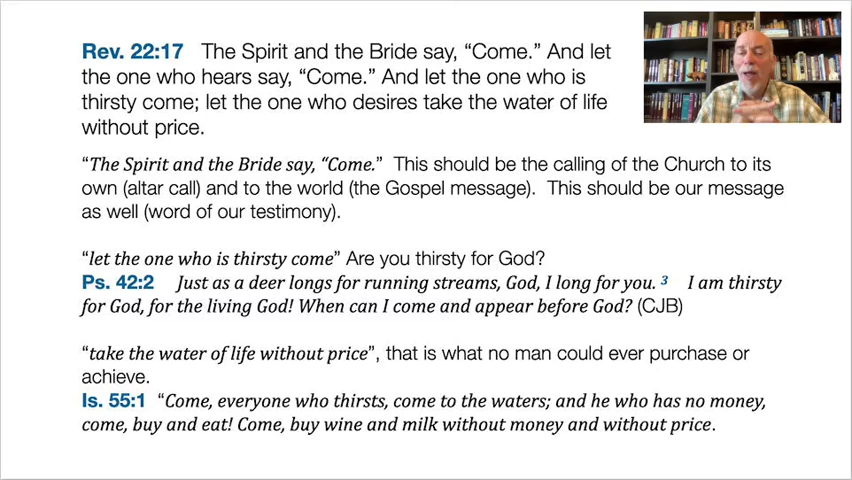 Rev. 22:17 The Spirit and the Bride say, “Come.” And let
the one who hears say, “Come.” And let the one who is
thirsty come; let the one who desires take the water of life
without price.
“The Spirit and the Bride say, “Come.” This should be the calling of the Church to its
own (altar call) and to the world (the Gospel message). This should be our message
as well (word of our testimony).
“let the one who is thirsty come” Are you thirsty for God?
Ps. 42:2 Just as a deer longs for running streams, God, I long for you. ³ I am thirsty
for God, for the living God! When can I come and appear before God? (CJB)
“take the water of life without price”, that is what no man could ever purchase or
achieve.
Is. 55:1 “Come, everyone who thirsts, come to the waters; and he who has no money,
come, buy and eat! Come, buy wine and milk without money and without price.